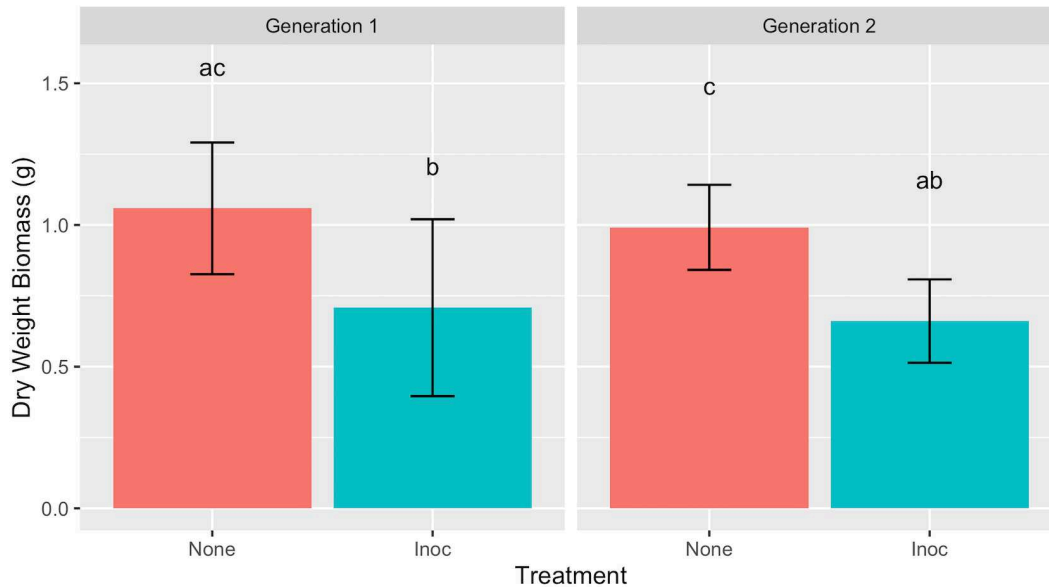 Generation 1
Generation 2
Dry Weight Biomass (g)
1.5
1.0
0.5
0.0
ac
b
c
ab
None
Inoc
None
Inoc
Treatment